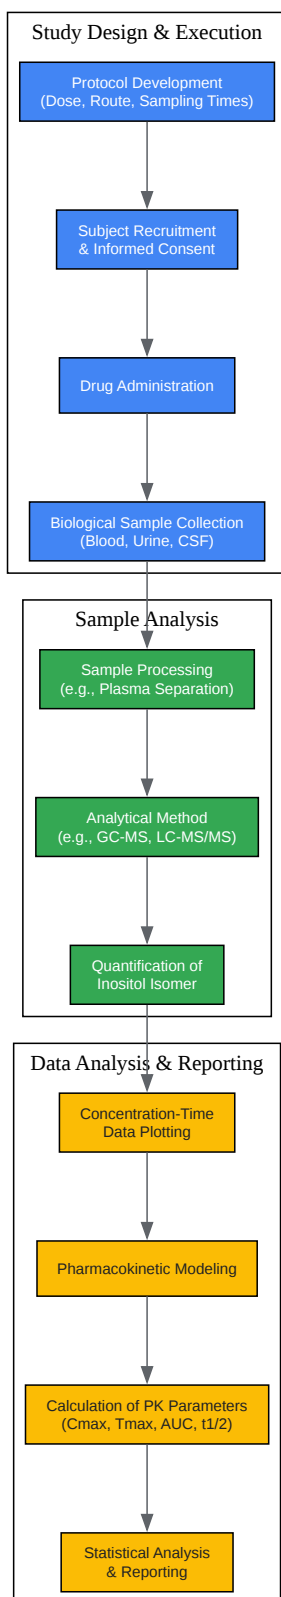 Study Design & Execution
Protocol Development
(Dose, Route, Sampling Times)
Subject Recruitment
& Informed Consent
Drug Administration
Biological Sample Collection
(Blood, Urine, CSF)
Sample Analysis
Sample Processing
(e.g., Plasma Separation)
Analytical Method
(e.g., GC-MS, LC-MS/MS)
Quantification of
Inositol Isomer
Data Analysis & Reporting
Concentration-Time
Data Plotting
Pharmacokinetic Modeling
Calculation of PK Parameters
(Cmax, Tmax, AUC, t1/2)
Statistical Analysis
& Reporting